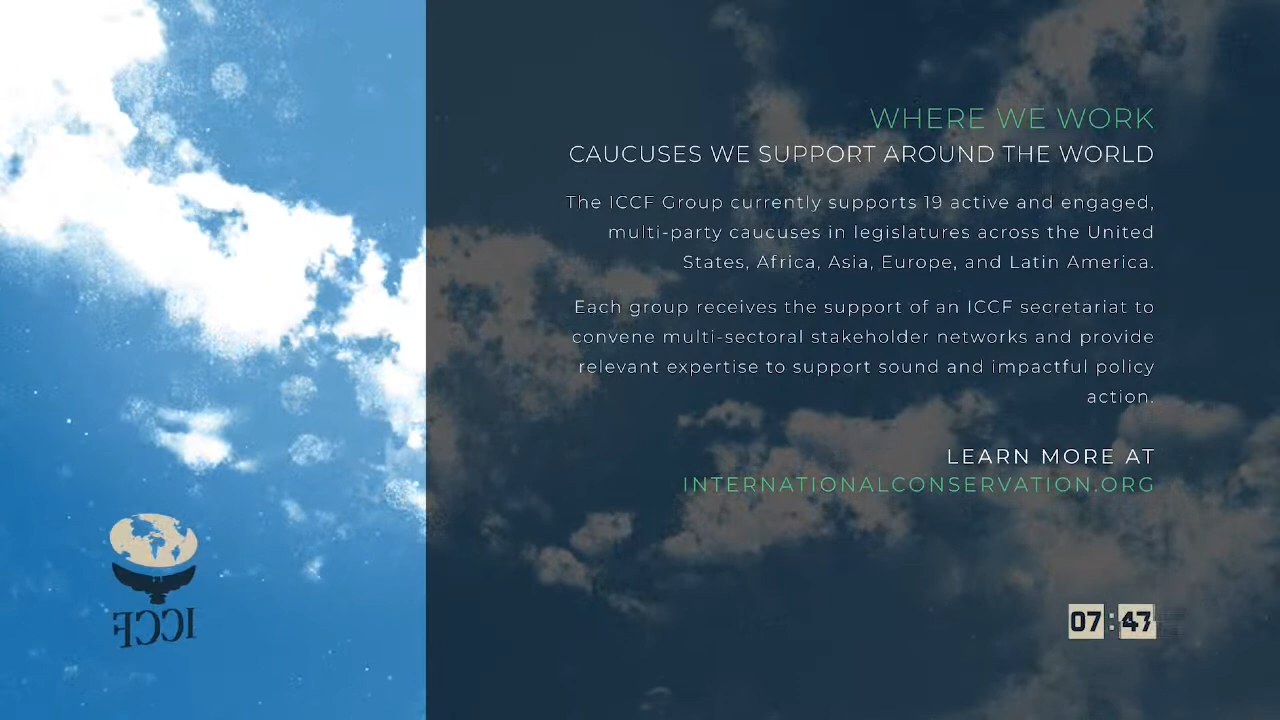 WHERE WE WORK
CAUCUSES WE SUPPORT AROUND THE WORLD
The ICCF Group currently supports 19 active and engaged,
multi-party caucuses in legislatures across the United
States, Africa, Asia, Europe, and Latin America.
Each group receives the support of an ICCF secretariat to
convene multi-sectoral stakeholder networks and provide
relevant expertise to support sound and impactful policy
action.
LEARN MORE AT
INTERNATIONALCONSERVATION.ORG
ICCF
07:47